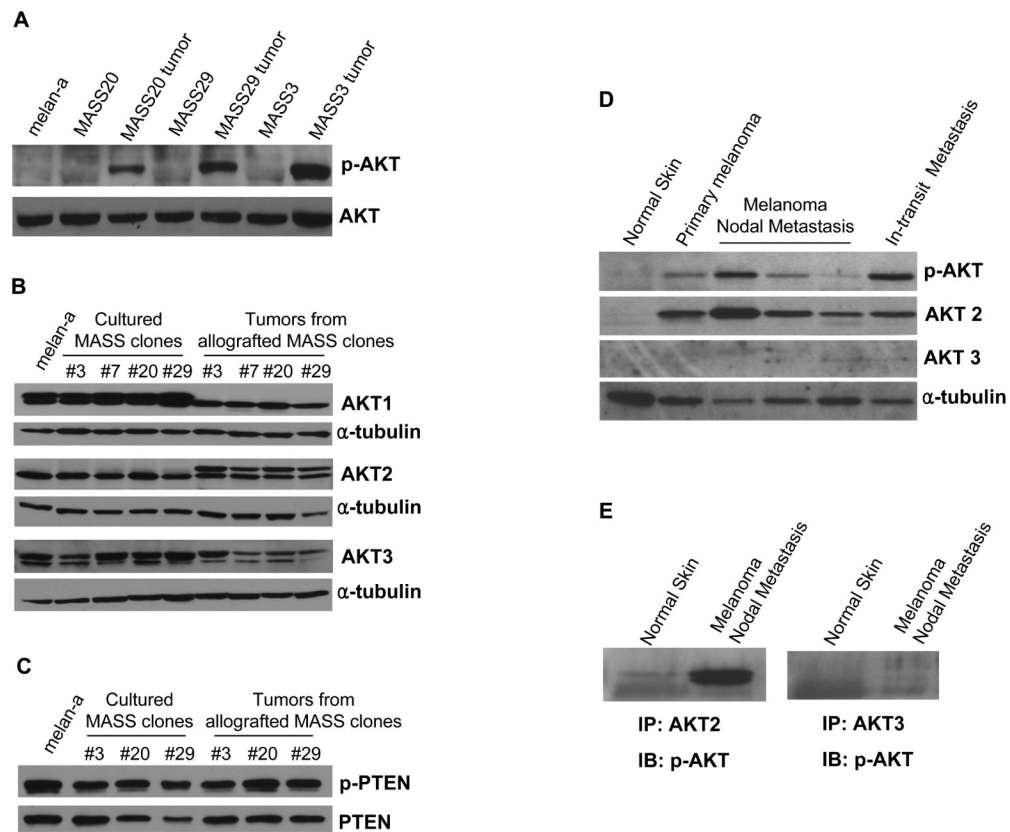 A
melan-a
MASS20
MASS20 tumor
MASS29
MASS29 tumor
MASS3
MASS3 tumor
p-AKT
AKT
B
melan-a
Cultured
MASS clones
Tumors from
allografted MASS clones
#3 #7 #20 #29 #3 #7 #20 #29
AKT1
α-tubulin
AKT2
α-tubulin
AKT3
α-tubulin
C
melan-a
Cultured
MASS clones
Tumors from
allografted MASS clones
#3 #20 #29 #3 #20 #29
p-PTEN
PTEN
D
Normal Skin
Primary melanoma
Melanoma
Nodal Metastasis
In-transit Metastasis
p-AKT
AKT 2
AKT 3
α-tubulin
E
Normal Skin
Melanoma
Nodal Metastasis
Normal Skin
Melanoma
Nodal Metastasis
IP: AKT2
IB: p-AKT
IP: AKT3
IB: p-AKT